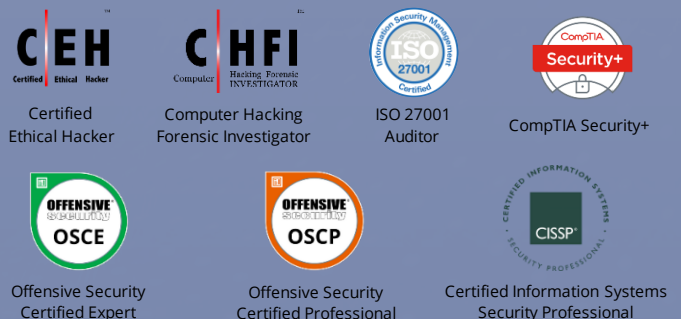 C EH
™
Certified Ethical Hacker
Certified
Ethical Hacker
C HFI
Computer Hacking Forensic
INVESTIGATOR
Computer Hacking
Forensic Investigator
Information Security Management
ISO
27001
Certified
ISO 27001
Auditor
CompTIA
Security+
CompTIA Security+
OFFENSIVE
security
OSCE
Offensive Security
Certified Expert
OFFENSIVE
security
OSCP
Offensive Security
Certified Professional
CERTIFIED INFORMATION SYSTEMS
SECURITY PROFESSIONAL
CISSP®
Certified Information Systems
Security Professional